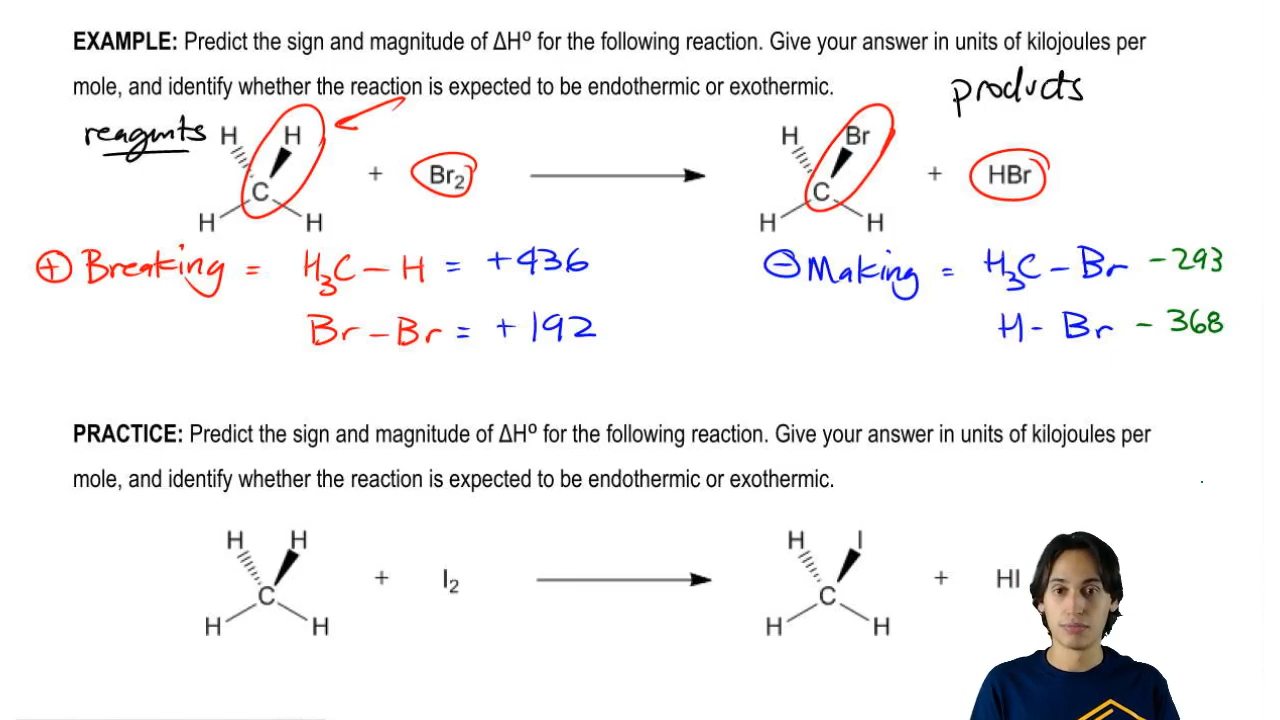 EXAMPLE: Predict the sign and magnitude of ΔHº for the following reaction. Give your answer in units of kilojoules per
mole, and identify whether the reaction is expected to be endothermic or exothermic.
products
reagents
H H
C
H H
+
Br₂
H Br
C
H H
+
HBr
⊕ Breaking = H₃C – H = +436
Br – Br = + 192
⊖ Making = H₃C – Br – 293
H - Br – 368
PRACTICE: Predict the sign and magnitude of ΔHº for the following reaction. Give your answer in units of kilojoules per
mole, and identify whether the reaction is expected to be endothermic or exothermic.
H H
C
H H
+
I₂
H I
C
H H
+
HI